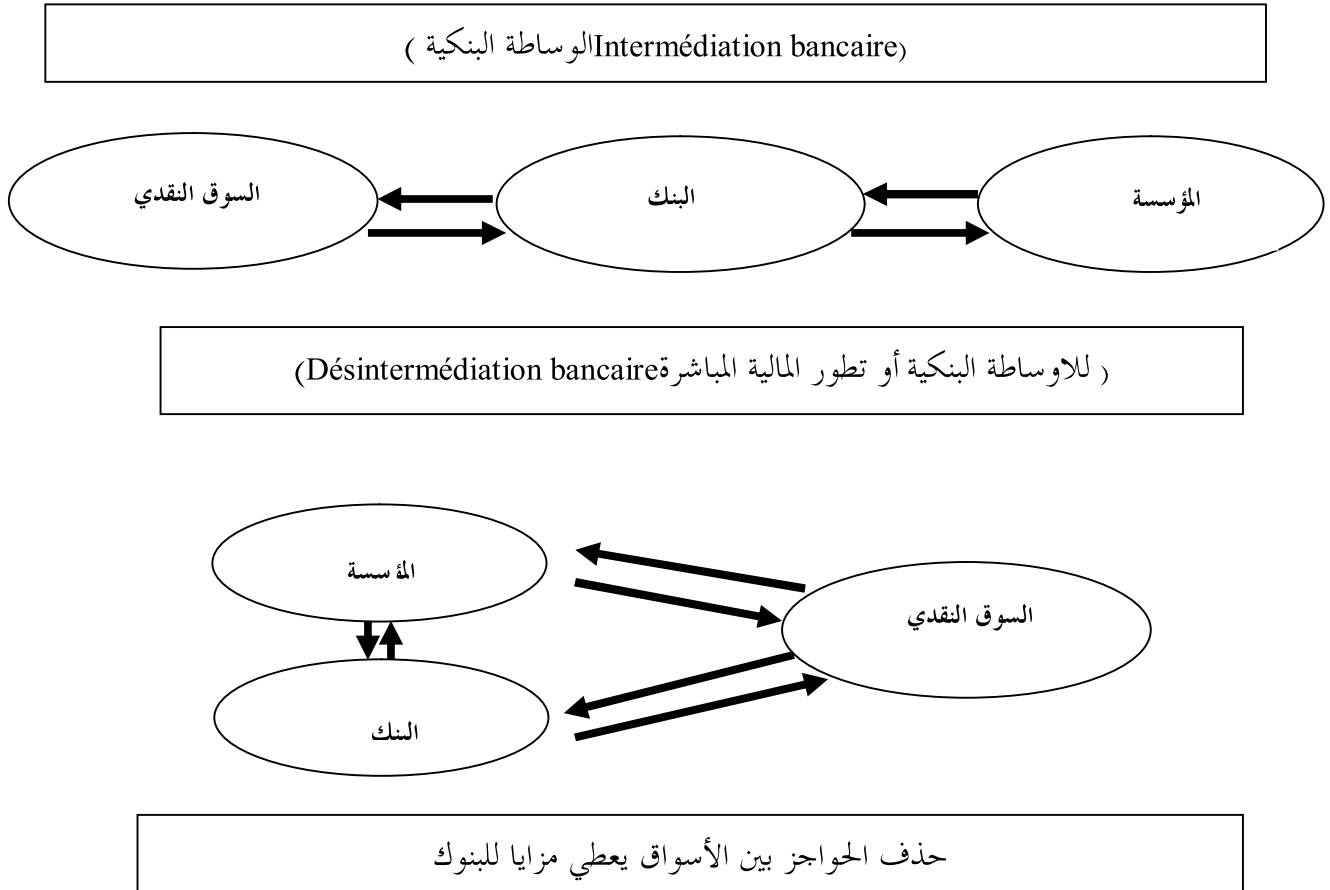 (الوساطة البنكية Intermédiation bancaire)
المؤسسة
البنك
السوق النقدي
( للاوساطة البنكية أو تطور المالية المباشرة Désintermédiation bancaire)
المؤسسة
السوق النقدي
البنك
حذف الحواجز بين الأسواق يعطي مزايا للبنوك